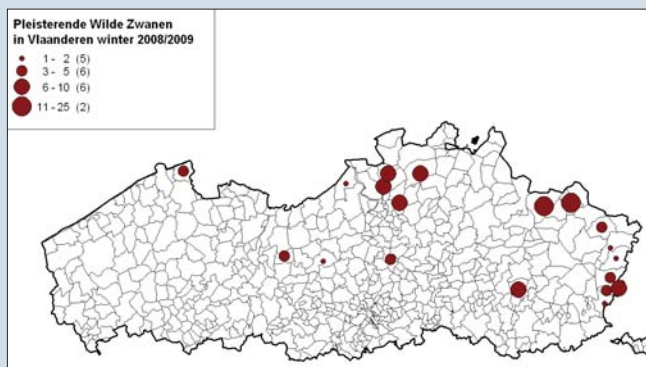 Pleisterende Wilde Zwanen
in Vlaanderen winter 2008/2009
1 - 2 (5)
3 - 5 (6)
6 - 10 (6)
11 - 25 (2)